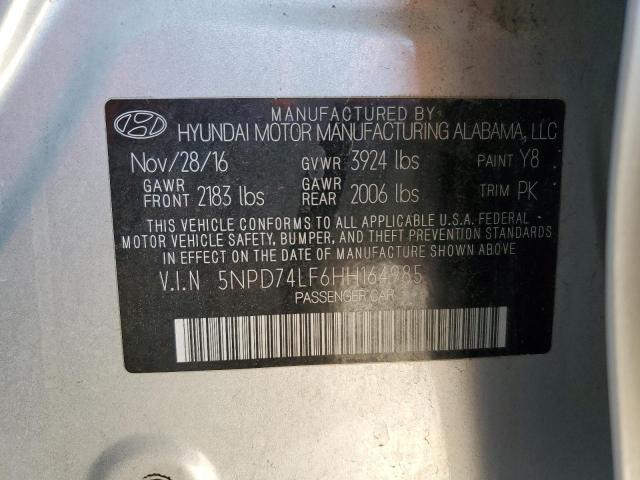 MANUFACTURED BY
HYUNDAI MOTOR MANUFACTURING ALABAMA, LLC
Nov/28/16 GVWR 3924 lbs PAINT Y8
GAWR FRONT 2183 lbs GAWR REAR 2006 lbs TRIM PK
THIS VEHICLE CONFORMS TO ALL APPLICABLE U.S.A. FEDERAL
MOTOR VEHICLE SAFETY, BUMPER, AND THEFT PREVENTION STANDARDS
IN EFFECT ON THE DATE OF MANUFACTURE SHOWN ABOVE
V.I.N 5NPD74LF6HH164985
PASSENGER CAR